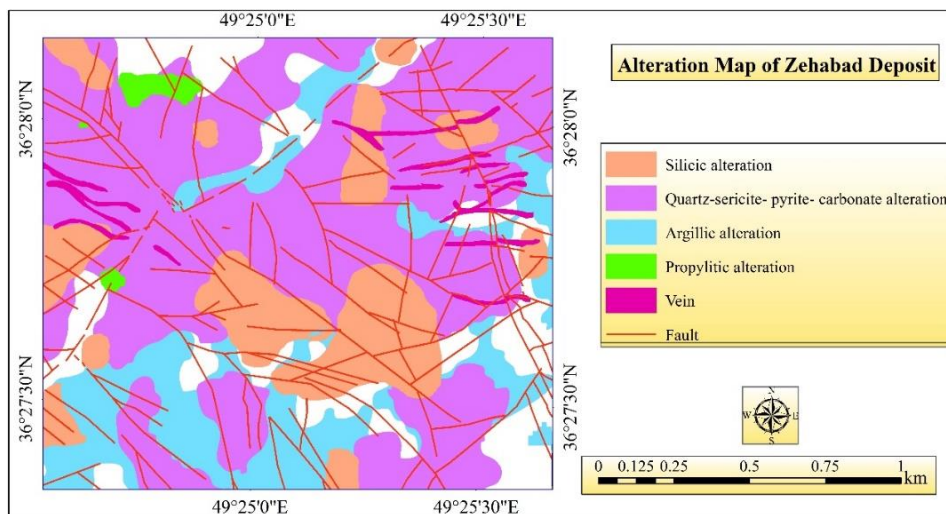 49°25'0"E
49°25'30"E
36°28'0"N
36°28'0"N
36°27'30"N
36°27'30"N
49°25'0"E
49°25'30"E
Alteration Map of Zehabad Deposit
Silicic alteration
Quartz-sericite- pyrite- carbonate alteration
Argillic alteration
Propylitic alteration
Vein
Fault
N
W E
S
0 0.125 0.25 0.5 0.75 1
km